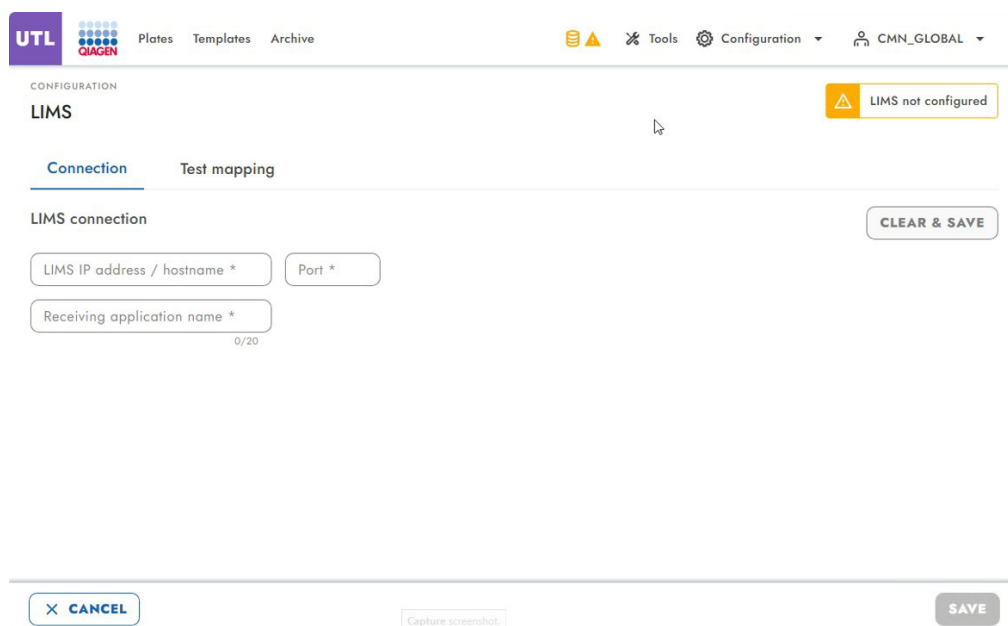 UTL QIAGEN Plates Templates Archive Tools Configuration CMN_GLOBAL
CONFIGURATION
LIMS
LIMS not configured
Connection Test mapping
LIMS connection
CLEAR & SAVE
LIMS IP address / hostname * Port *
Receiving application name *
0/20
CANCEL
SAVE
Capture screenshot.